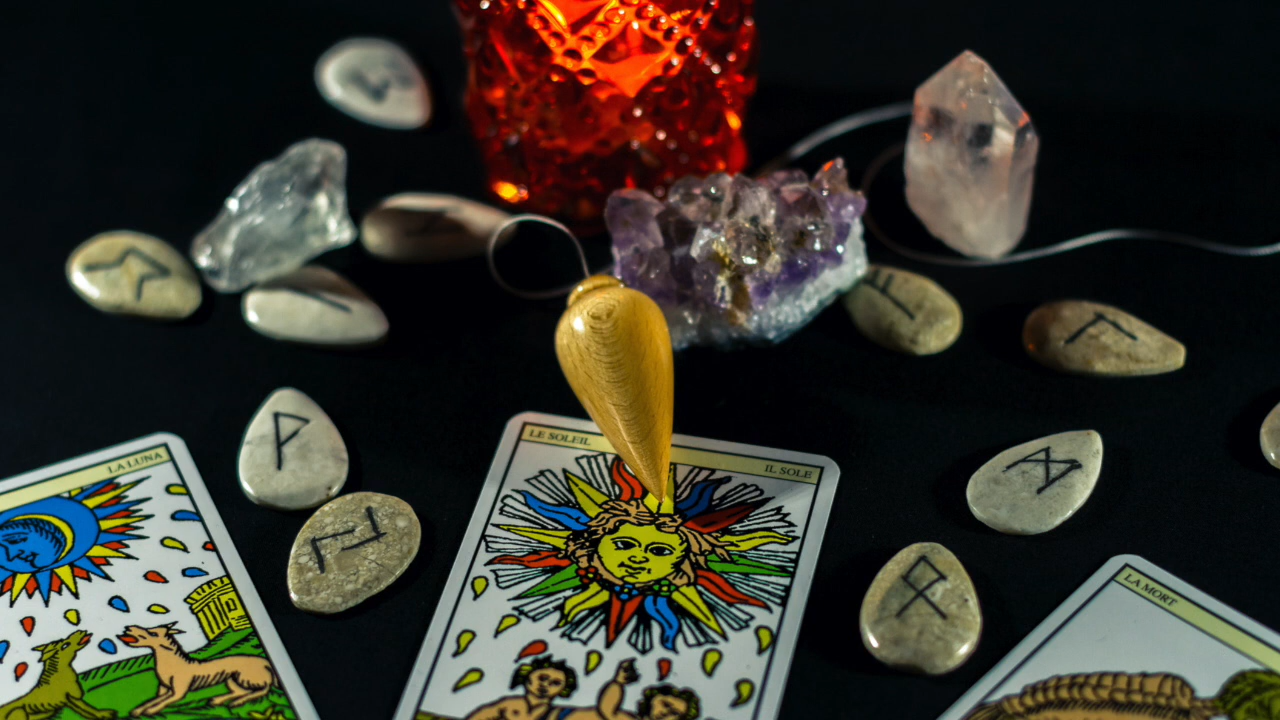 ᚹ
LE SOLEIL
IL SOLE
LA LUNA
ᛇ
ᛟ
LA MORT